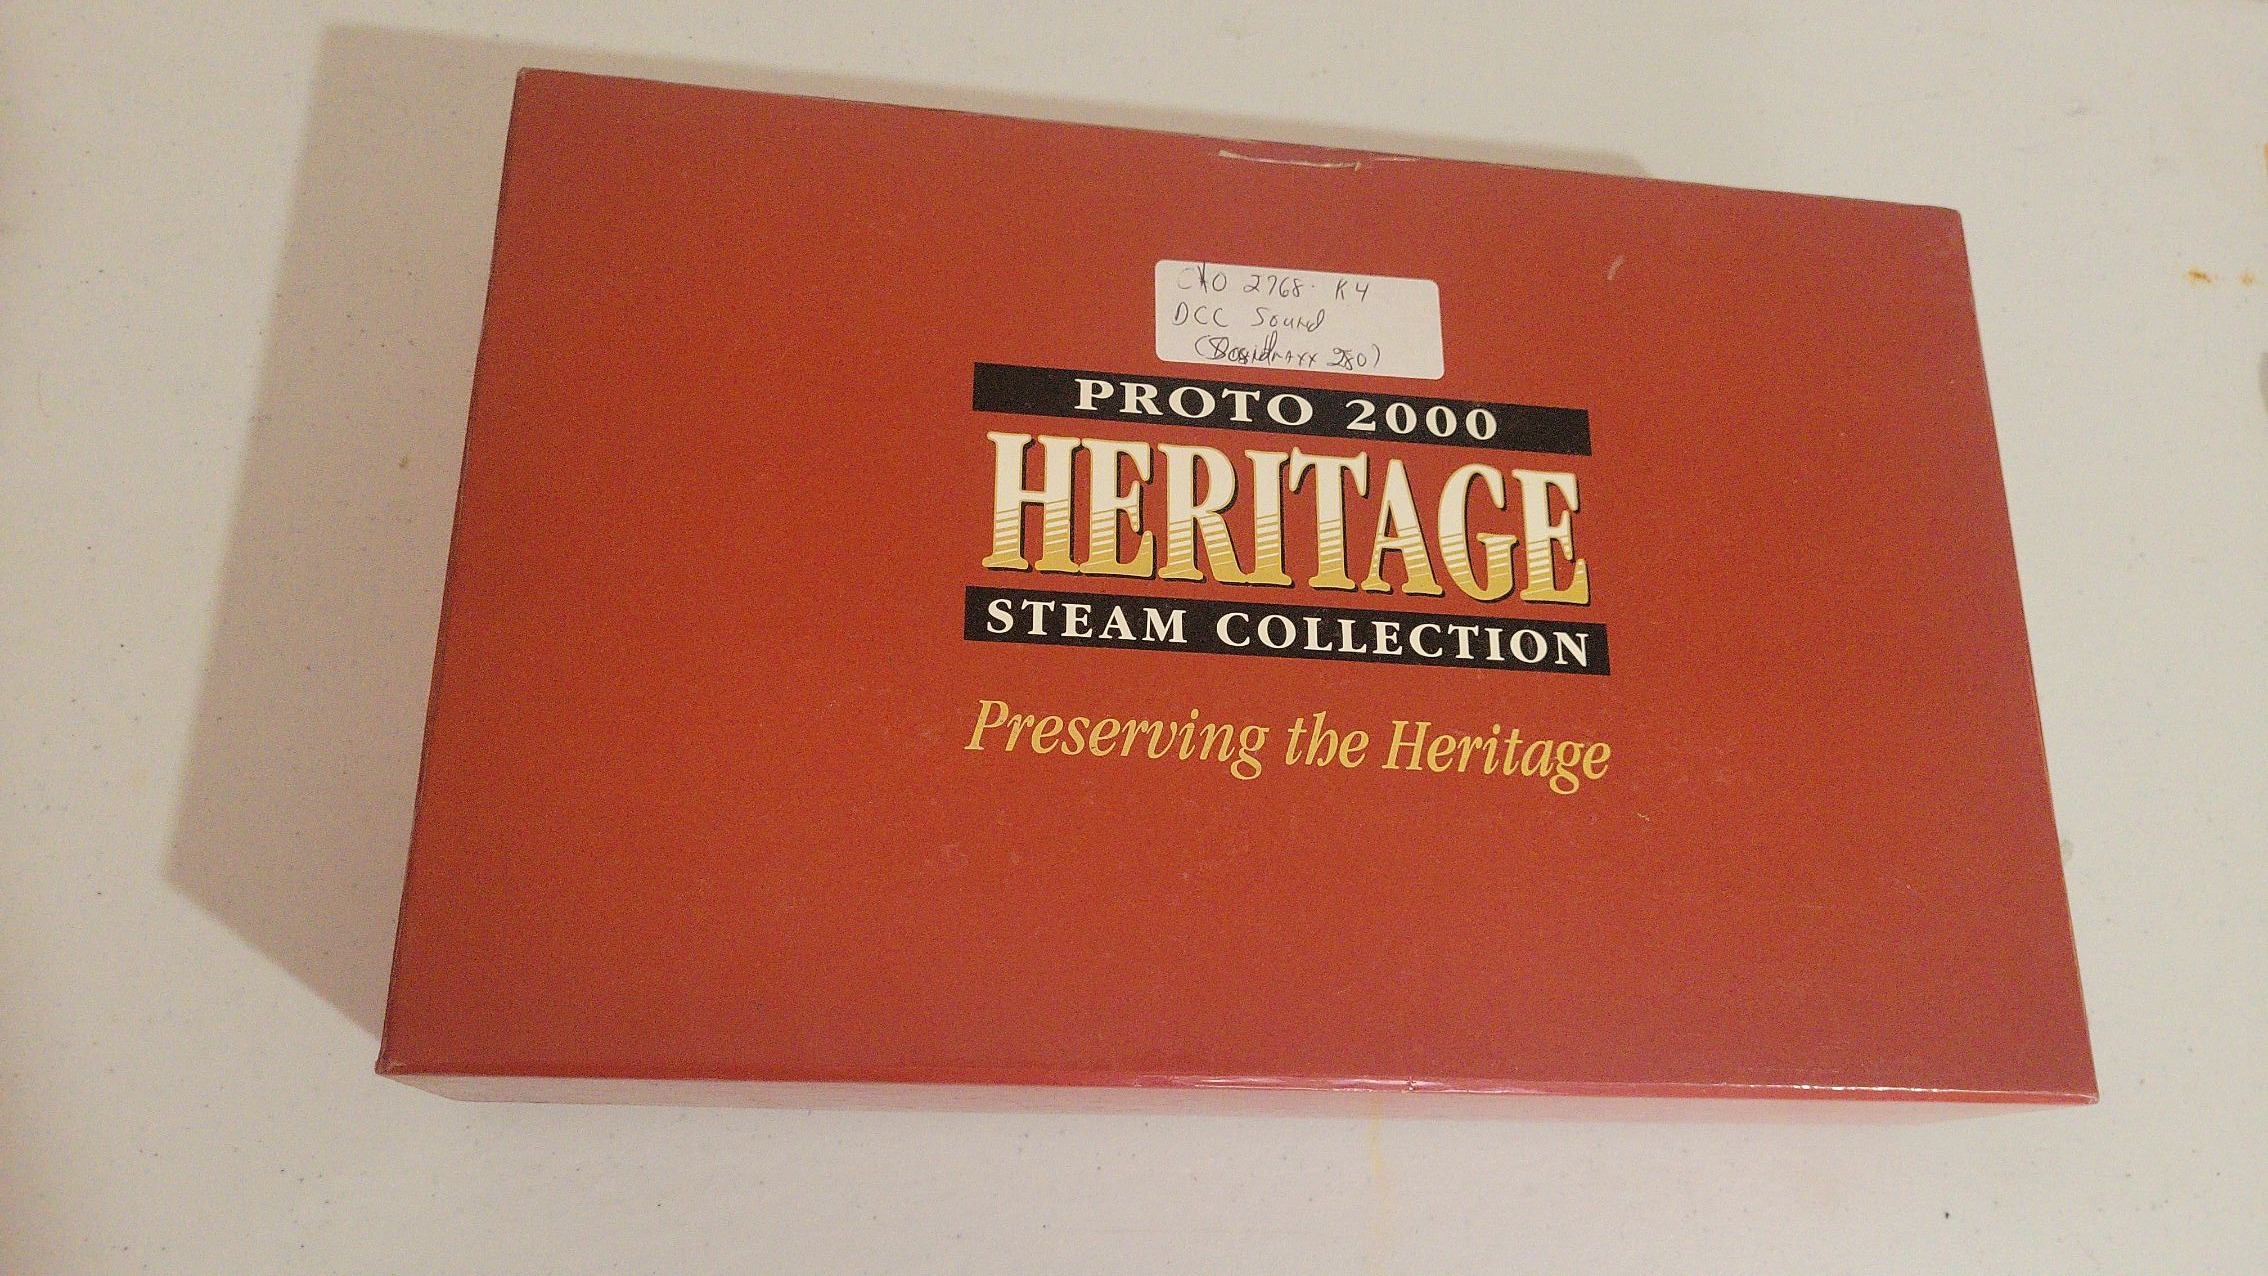 C&O 2768 K4
DCC Sound
PROTO 2000
HERITAGE
STEAM COLLECTION
Preserving the Heritage